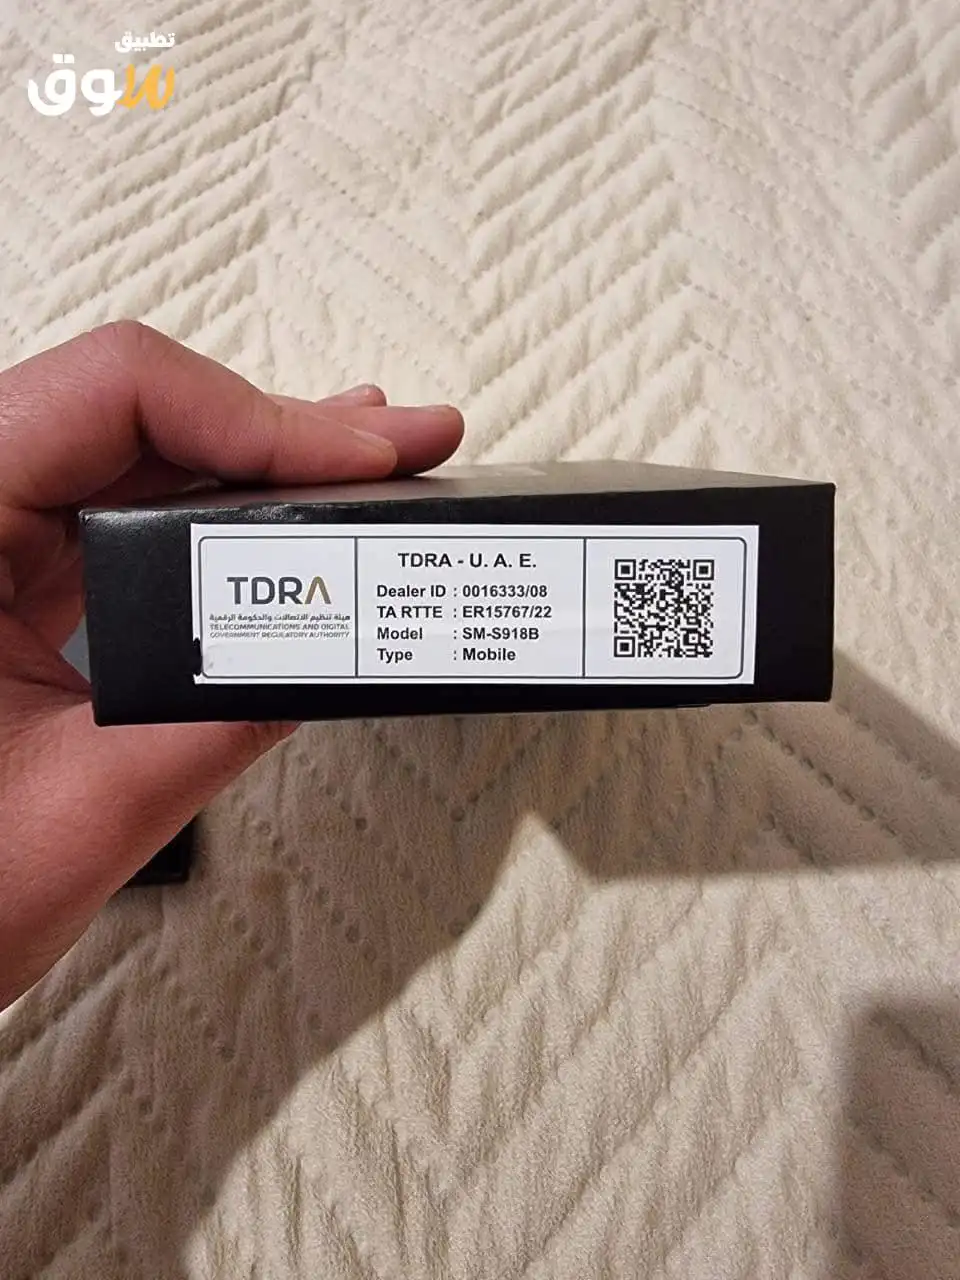 تطبيق
سوق
TDRA
هيئة تنظيم الاتصالات والحكومة الرقمية
TELECOMMUNICATIONS AND DIGITAL
GOVERNMENT REGULATORY AUTHORITY
TDRA - U. A. E.
Dealer ID : 0016333/08
TA RTTE : ER15767/22
Model : SM-S918B
Type : Mobile